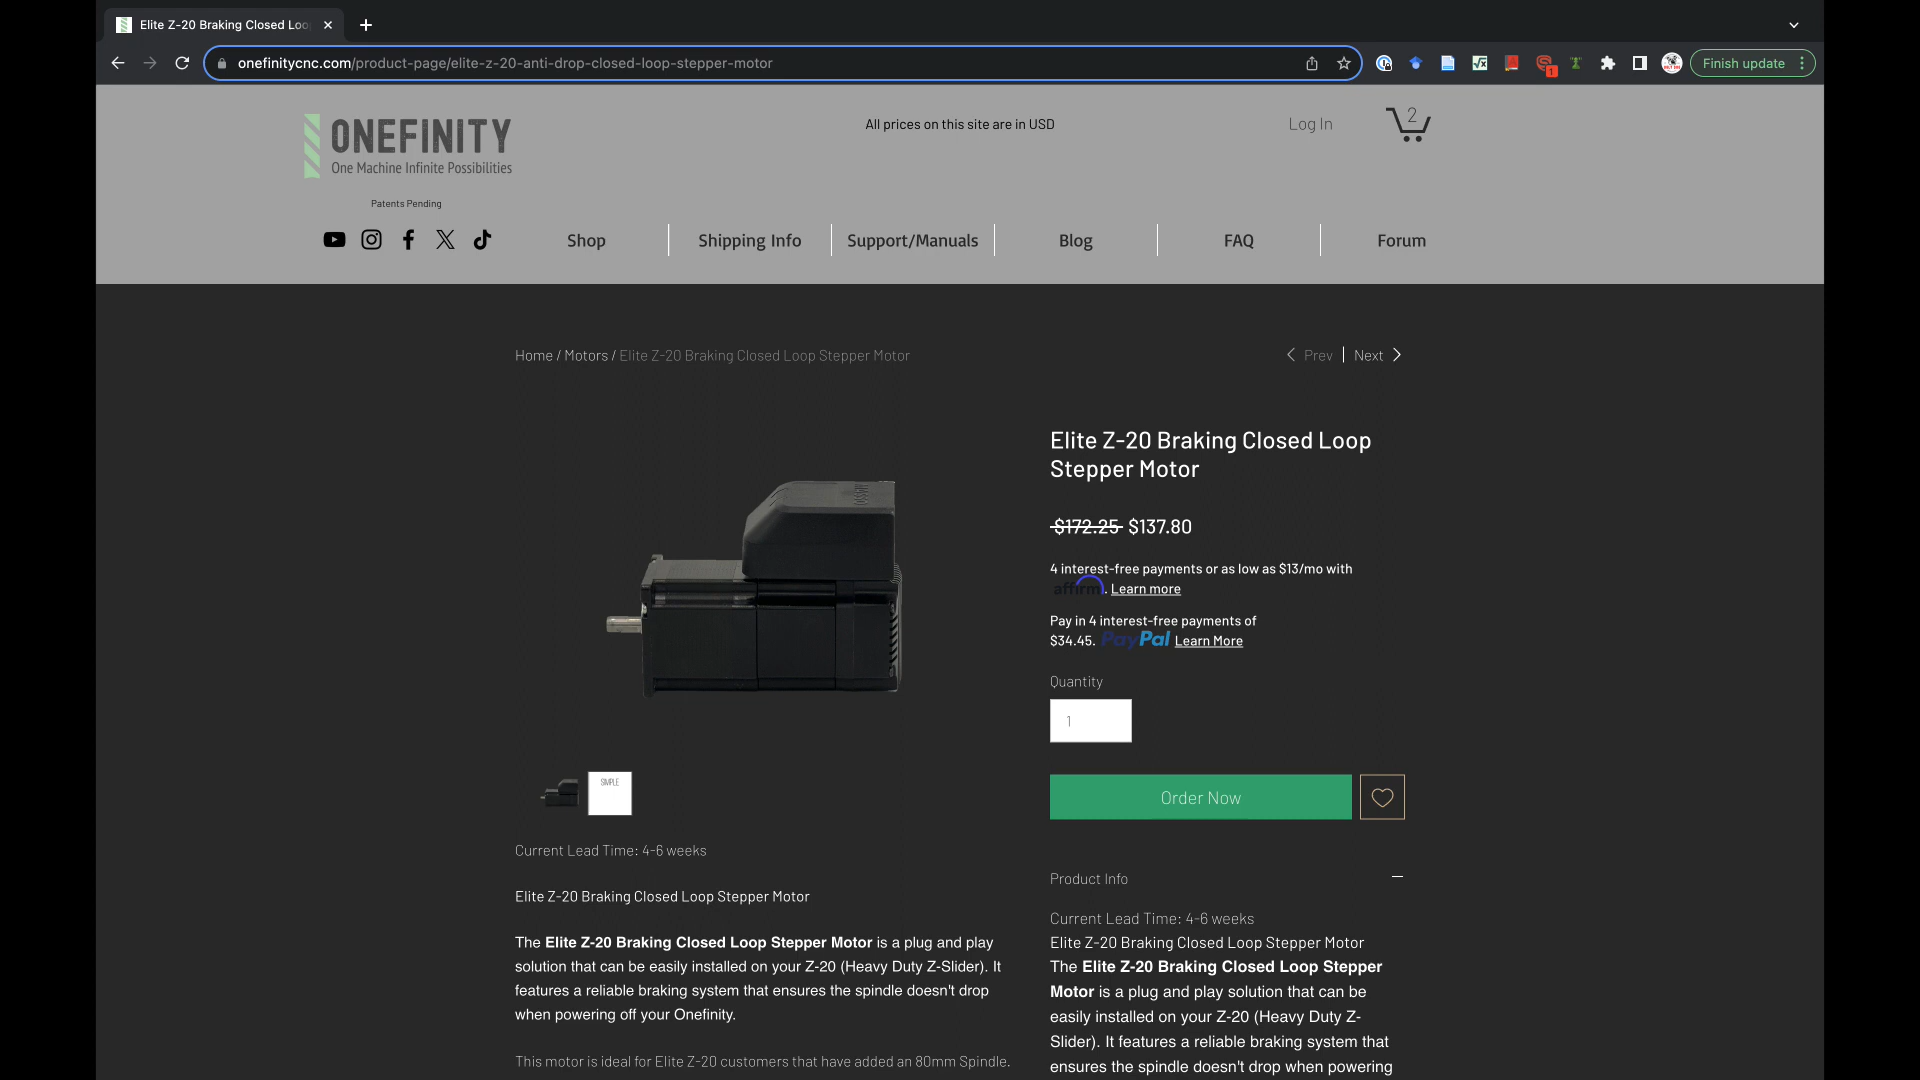 Elite Z-20 Braking Closed Loo
onefinitycnc.com/product-page/elite-z-20-anti-drop-closed-loop-stepper-motor
1
Finish update
ONEFINITY
One Machine Infinite Possibilities
All prices on this site are in USD
Log In
2
Patents Pending
Shop
Shipping Info
Support/Manuals
Blog
FAQ
Forum
Home / Motors / Elite Z-20 Braking Closed Loop Stepper Motor
Prev
Next
Elite Z-20 Braking Closed Loop
Stepper Motor
$172.25 $137.80
4 interest-free payments or as low as $13/mo with
affirm. Learn more
Pay in 4 interest-free payments of
$34.45. PayPal Learn More
Quantity
1
Order Now
SIMPLE
Current Lead Time: 4-6 weeks
Elite Z-20 Braking Closed Loop Stepper Motor
The Elite Z-20 Braking Closed Loop Stepper Motor is a plug and play
solution that can be easily installed on your Z-20 (Heavy Duty Z-Slider). It
features a reliable braking system that ensures the spindle doesn't drop
when powering off your Onefinity.
This motor is ideal for Elite Z-20 customers that have added an 80mm Spindle.
Product Info
Current Lead Time: 4-6 weeks
Elite Z-20 Braking Closed Loop Stepper Motor
The Elite Z-20 Braking Closed Loop Stepper
Motor is a plug and play solution that can be
easily installed on your Z-20 (Heavy Duty Z-
Slider). It features a reliable braking system that
ensures the spindle doesn't drop when powering